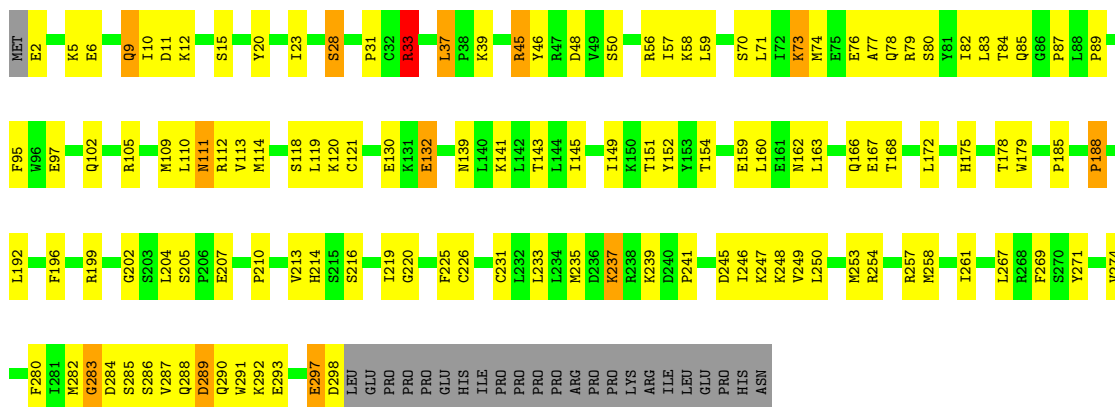 MET E2 K5 E6 Q9 I10 D11 K12 S15 Y20 I23 S28 P31 C32 R33 L37 P38 K39 R45 Y46 R47 D48 V49 S50 R56 I57 K58 L59 S70 L71 I72 K73 M74 E75 E76 A77 Q78 R79 S80 Y81 I82 L83 T84 Q85 G86 P87 L88 P89
F95 W96 E97 Q102 R105 M109 L110 N111 R112 V113 M114 S118 L119 K120 C121 E130 K131 E132 N139 L140 K141 L142 T143 L144 I145 I149 K150 T151 Y152 Y153 T154 E159 L160 E161 N162 L163 Q166 E167 T168 L172 H175 T178 W179 P185 P188
L192 F196 R199 G202 S203 L204 S205 P206 E207 P210 V213 H214 S215 S216 I219 G220 F225 C226 C231 L232 L233 L234 M235 D236 K237 R238 K239 D240 P241 D245 I246 K247 K248 V249 L250 M253 R254 R257 M258 I261 L267 R268 F269 S270 Y271
F280 I281 M282 G283 D284 S285 S286 V287 Q288 D289 Q290 W291 K292 E293 E297 D298 LEU GLU PRO PRO PRO GLU HIS ILE PRO PRO PRO PRO ARG PRO PRO LYS ARG ILE LEU GLU PRO HIS ASN